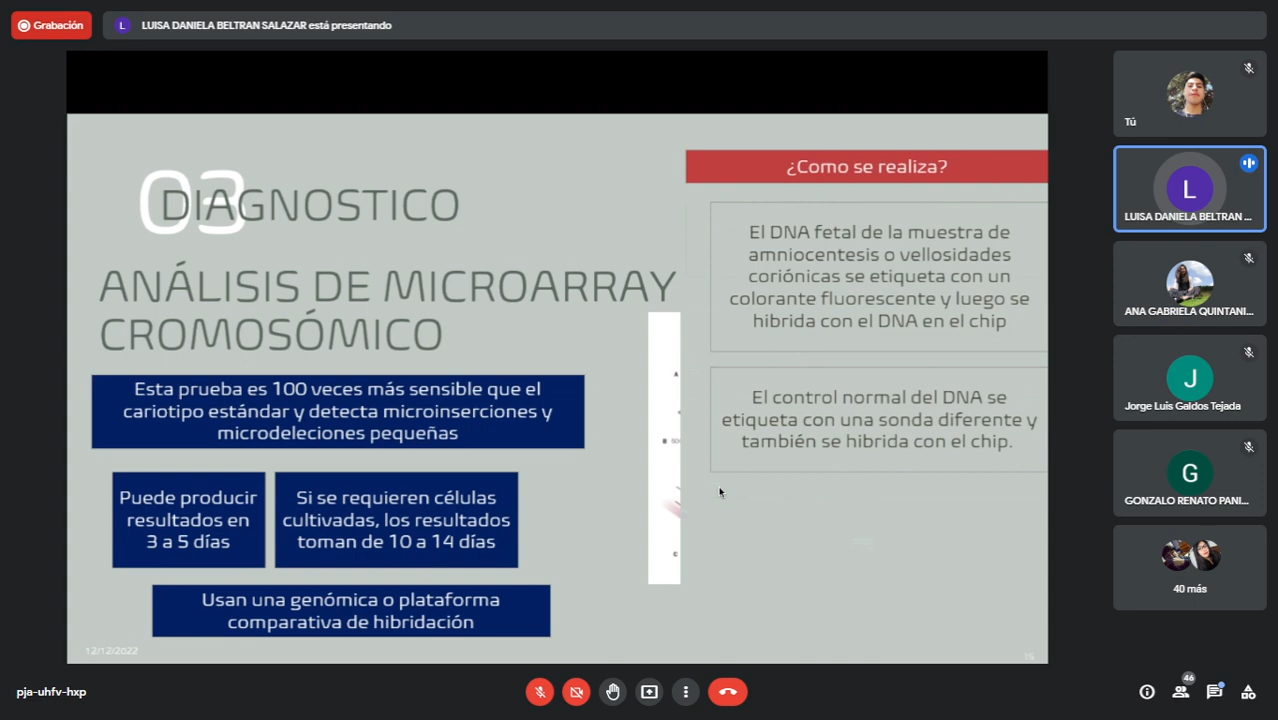 Grabación
L
LUISA DANIELA BELTRAN SALAZAR está presentando
03
DIAGNOSTICO
ANÁLISIS DE MICROARRAY
CROMOSÓMICO
Esta prueba es 100 veces más sensible que el
cariotipo estándar y detecta microinserciones y
microdeleciones pequeñas
Puede producir
resultados en
3 a 5 días
Si se requieren células
cultivadas, los resultados
toman de 10 a 14 días
Usan una genómica o plataforma
comparativa de hibridación
12/12/2022
¿Como se realiza?
El DNA fetal de la muestra de
amniocentesis o vellosidades
coriónicas se etiqueta con un
colorante fluorescente y luego se
hibrida con el DNA en el chip
El control normal del DNA se
etiqueta con una sonda diferente y
también se hibrida con el chip.
15
Tú
L
LUISA DANIELA BELTRAN ...
ANA GABRIELA QUINTANI...
J
Jorge Luis Galdos Tejada
G
GONZALO RENATO PANI...
40 más
pja-uhfv-hxp
46